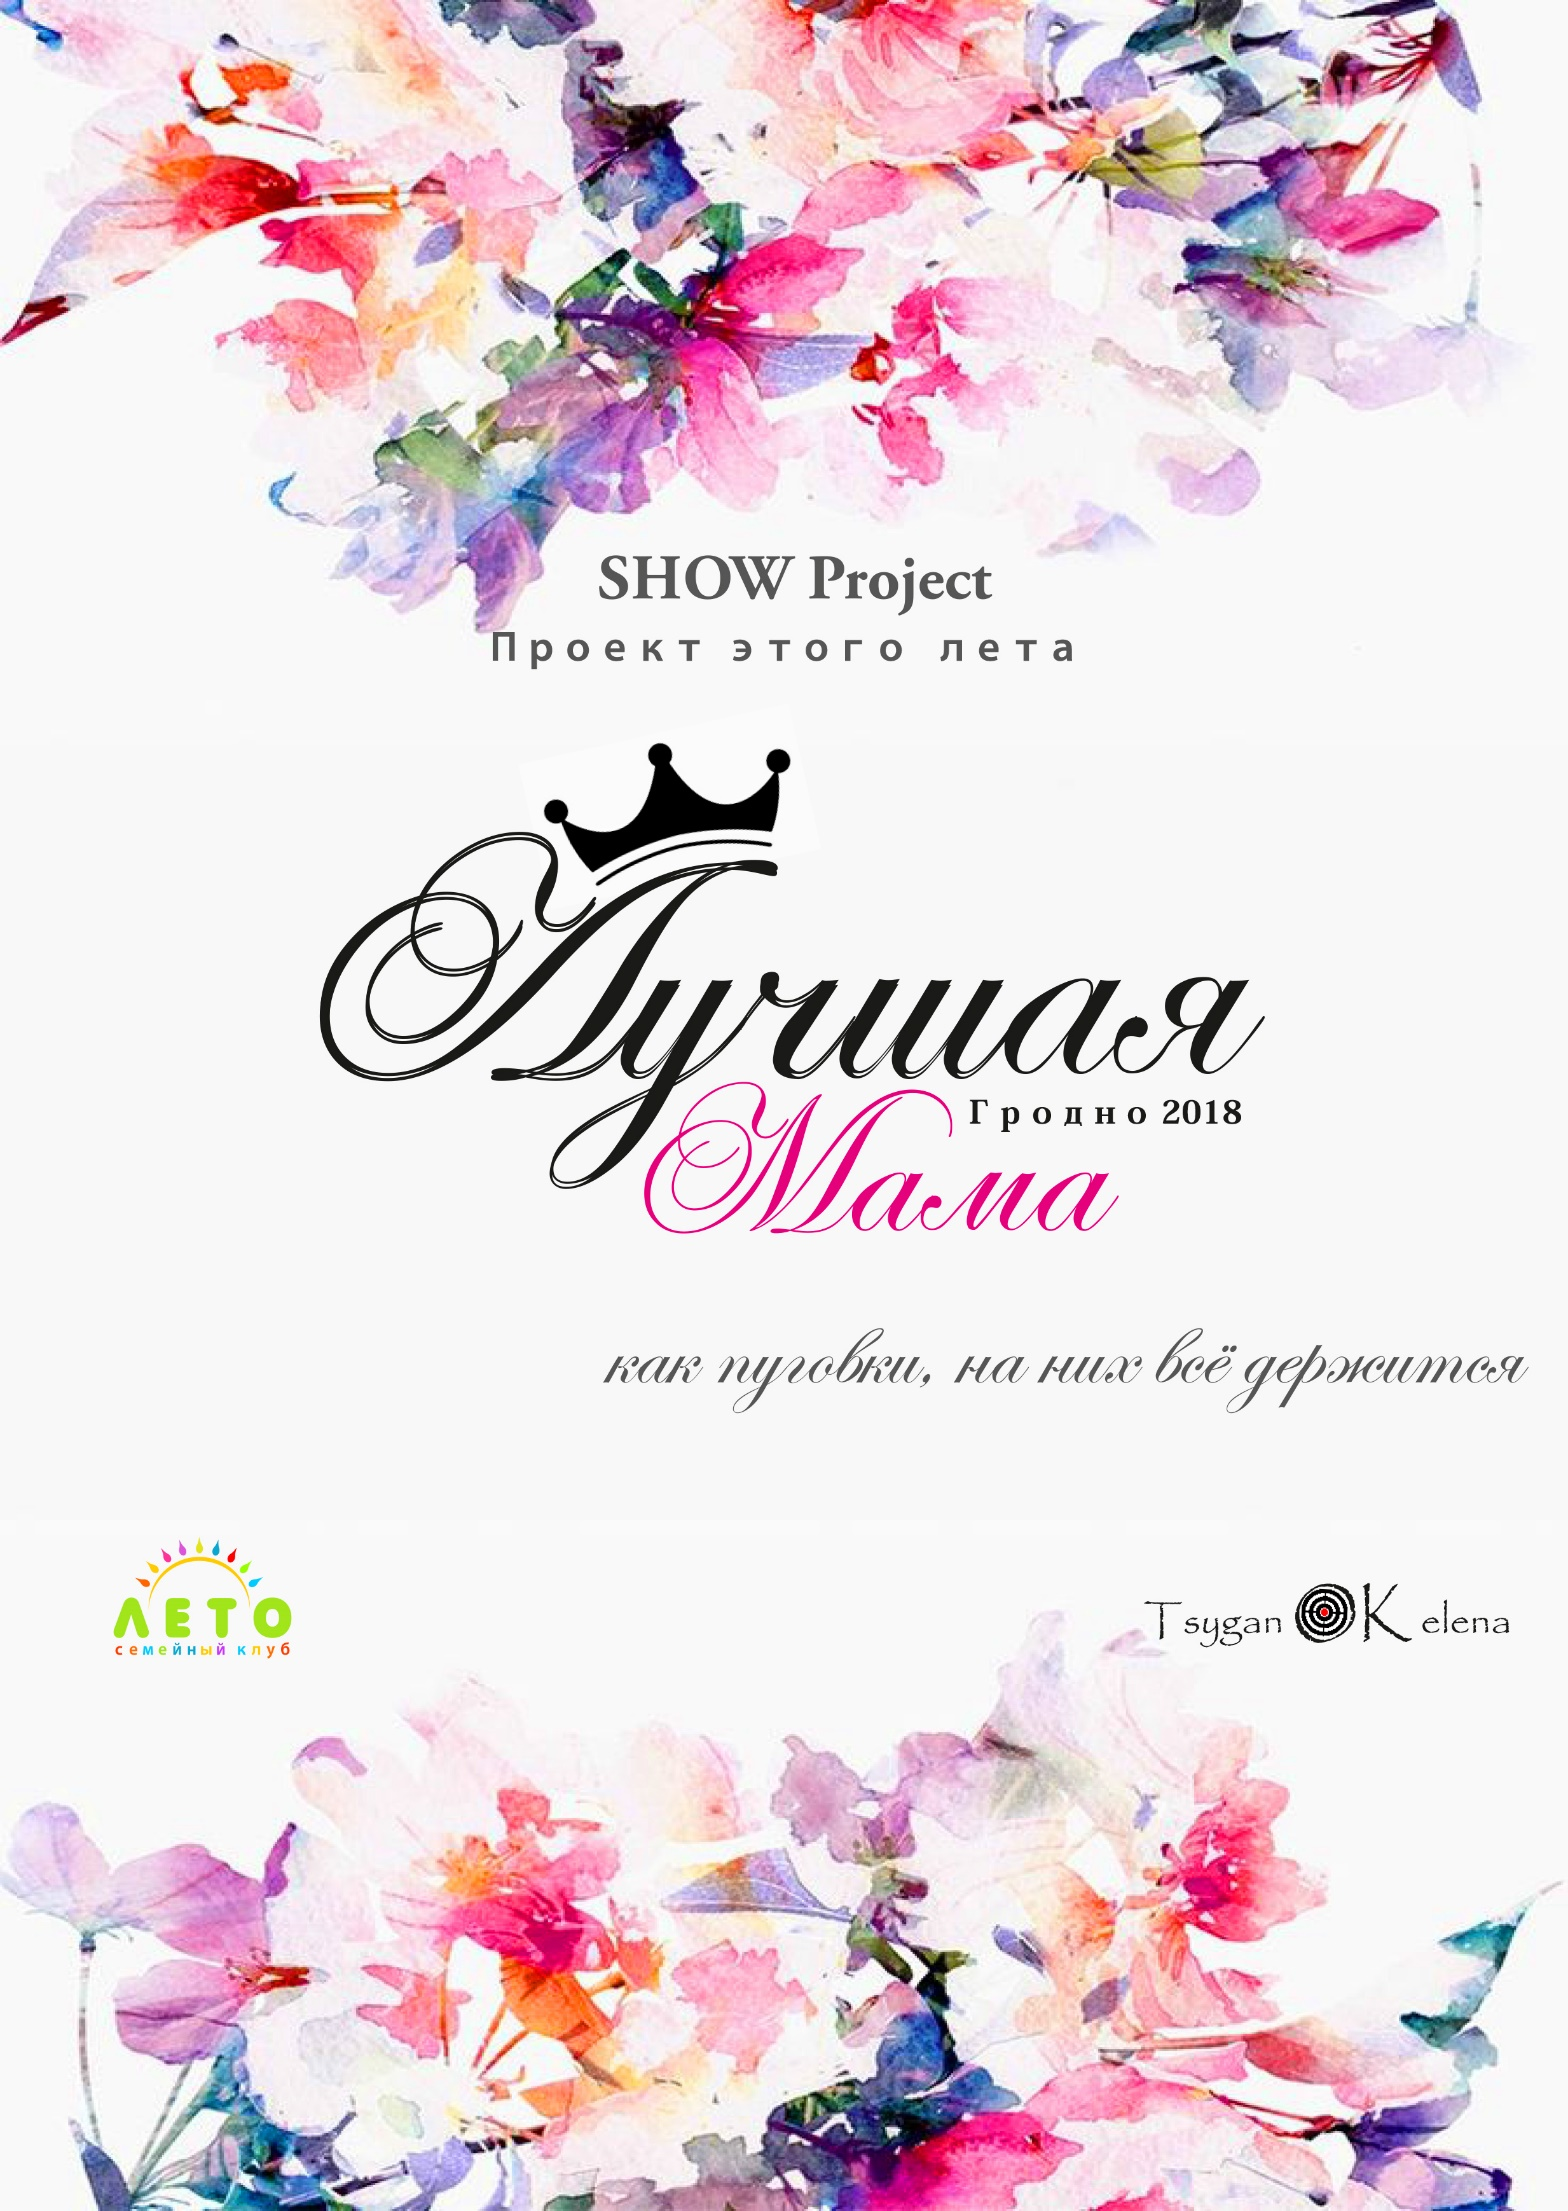 SHOW Project
Проект этого лета
Лучшая
Гродно 2018
Мама
как пуговки, на них всё держится
ЛЕТО
семейный клуб
Tsygan OK elena